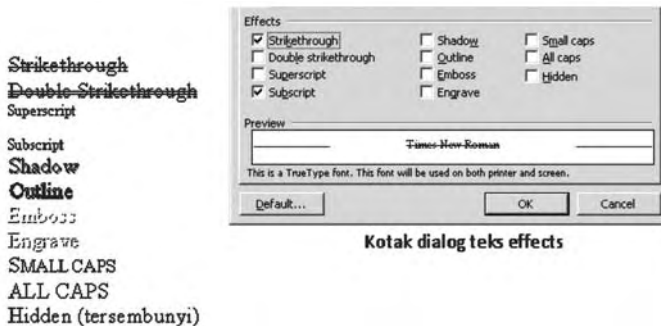 Strikethrough
Double Strikethrough
Superscript
Subscript
Shadow
Outline
Emboss
Engrave
SMALL CAPS
ALL CAPS
Hidden (tersembunyi)
Effects
Strikethrough Shadow Small caps
Double strikethrough Outline All caps
Superscript Emboss Hidden
Subscript Engrave
Preview
Times New Roman
This is a TrueType font. This font will be used on both printer and screen.
Default... OK Cancel
Kotak dialog teks effects